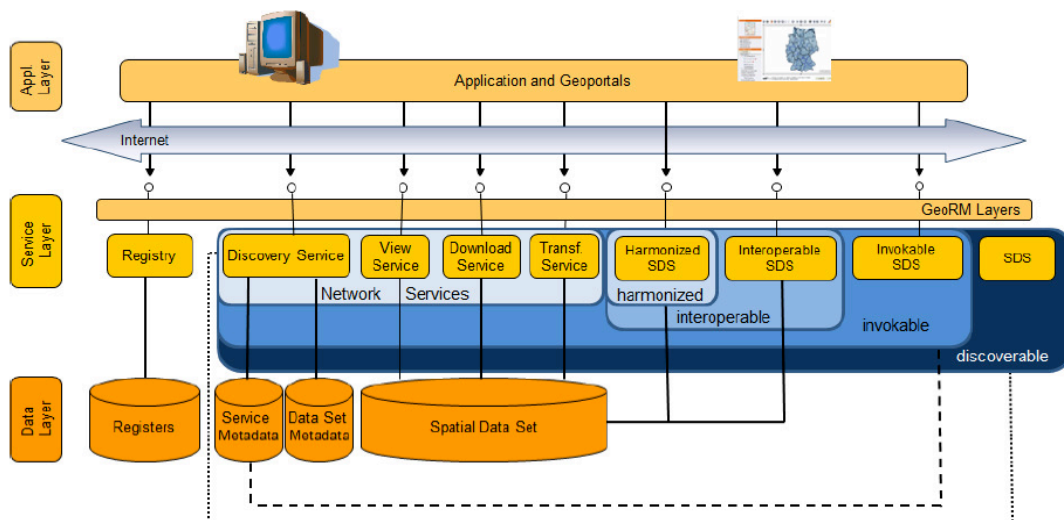 Appl.
Layer
Application and Geoportals
Internet
GeoRM Layers
Service
Layer
Registry
Discovery Service
View
Service
Download
Service
Transf.
Service
Harmonized
SDS
Interoperable
SDS
Invokable
SDS
SDS
Network Services
harmonized
interoperable
invokable
discoverable
Data
Layer
Registers
Service
Metadata
Data Set
Metadata
Spatial Data Set